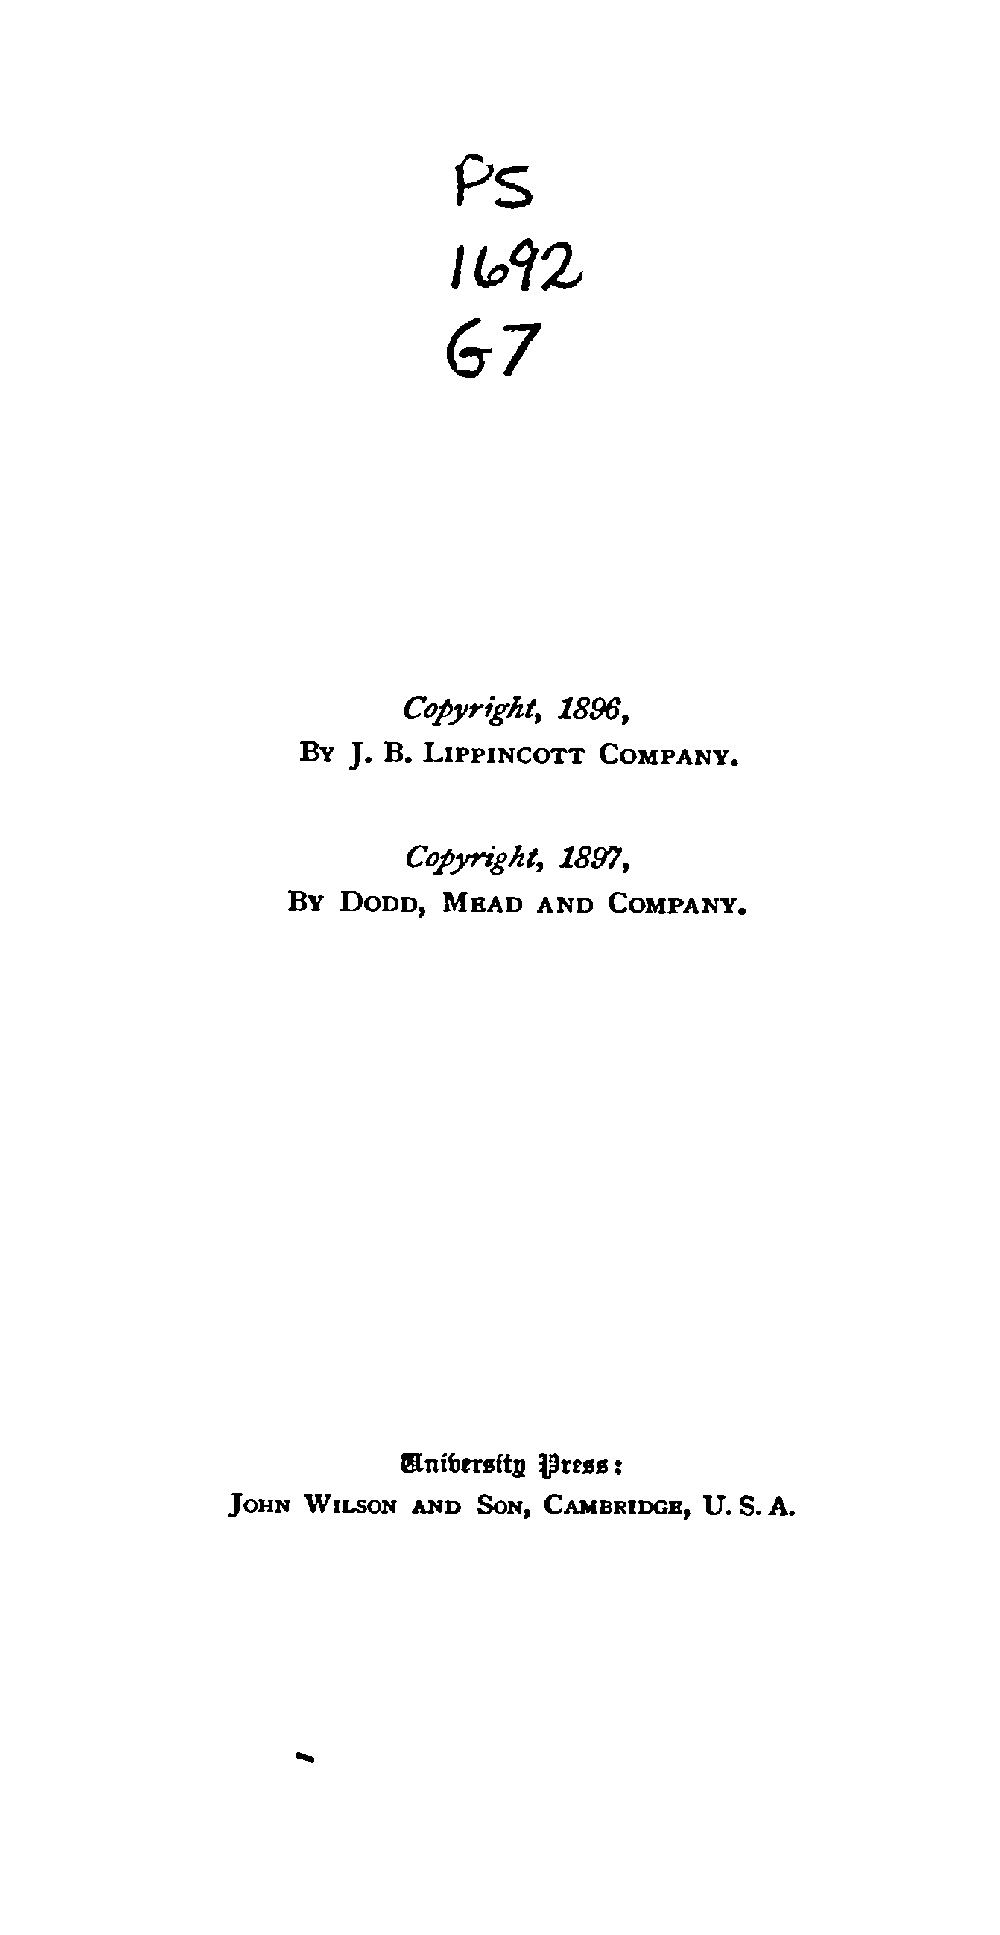 PS
1692
G7
Copyright, 1896,
By J. B. Lippincott Company.
Copyright, 1897,
By Dodd, Mead and Company.
University Press:
John Wilson and Son, Cambridge, U. S. A.